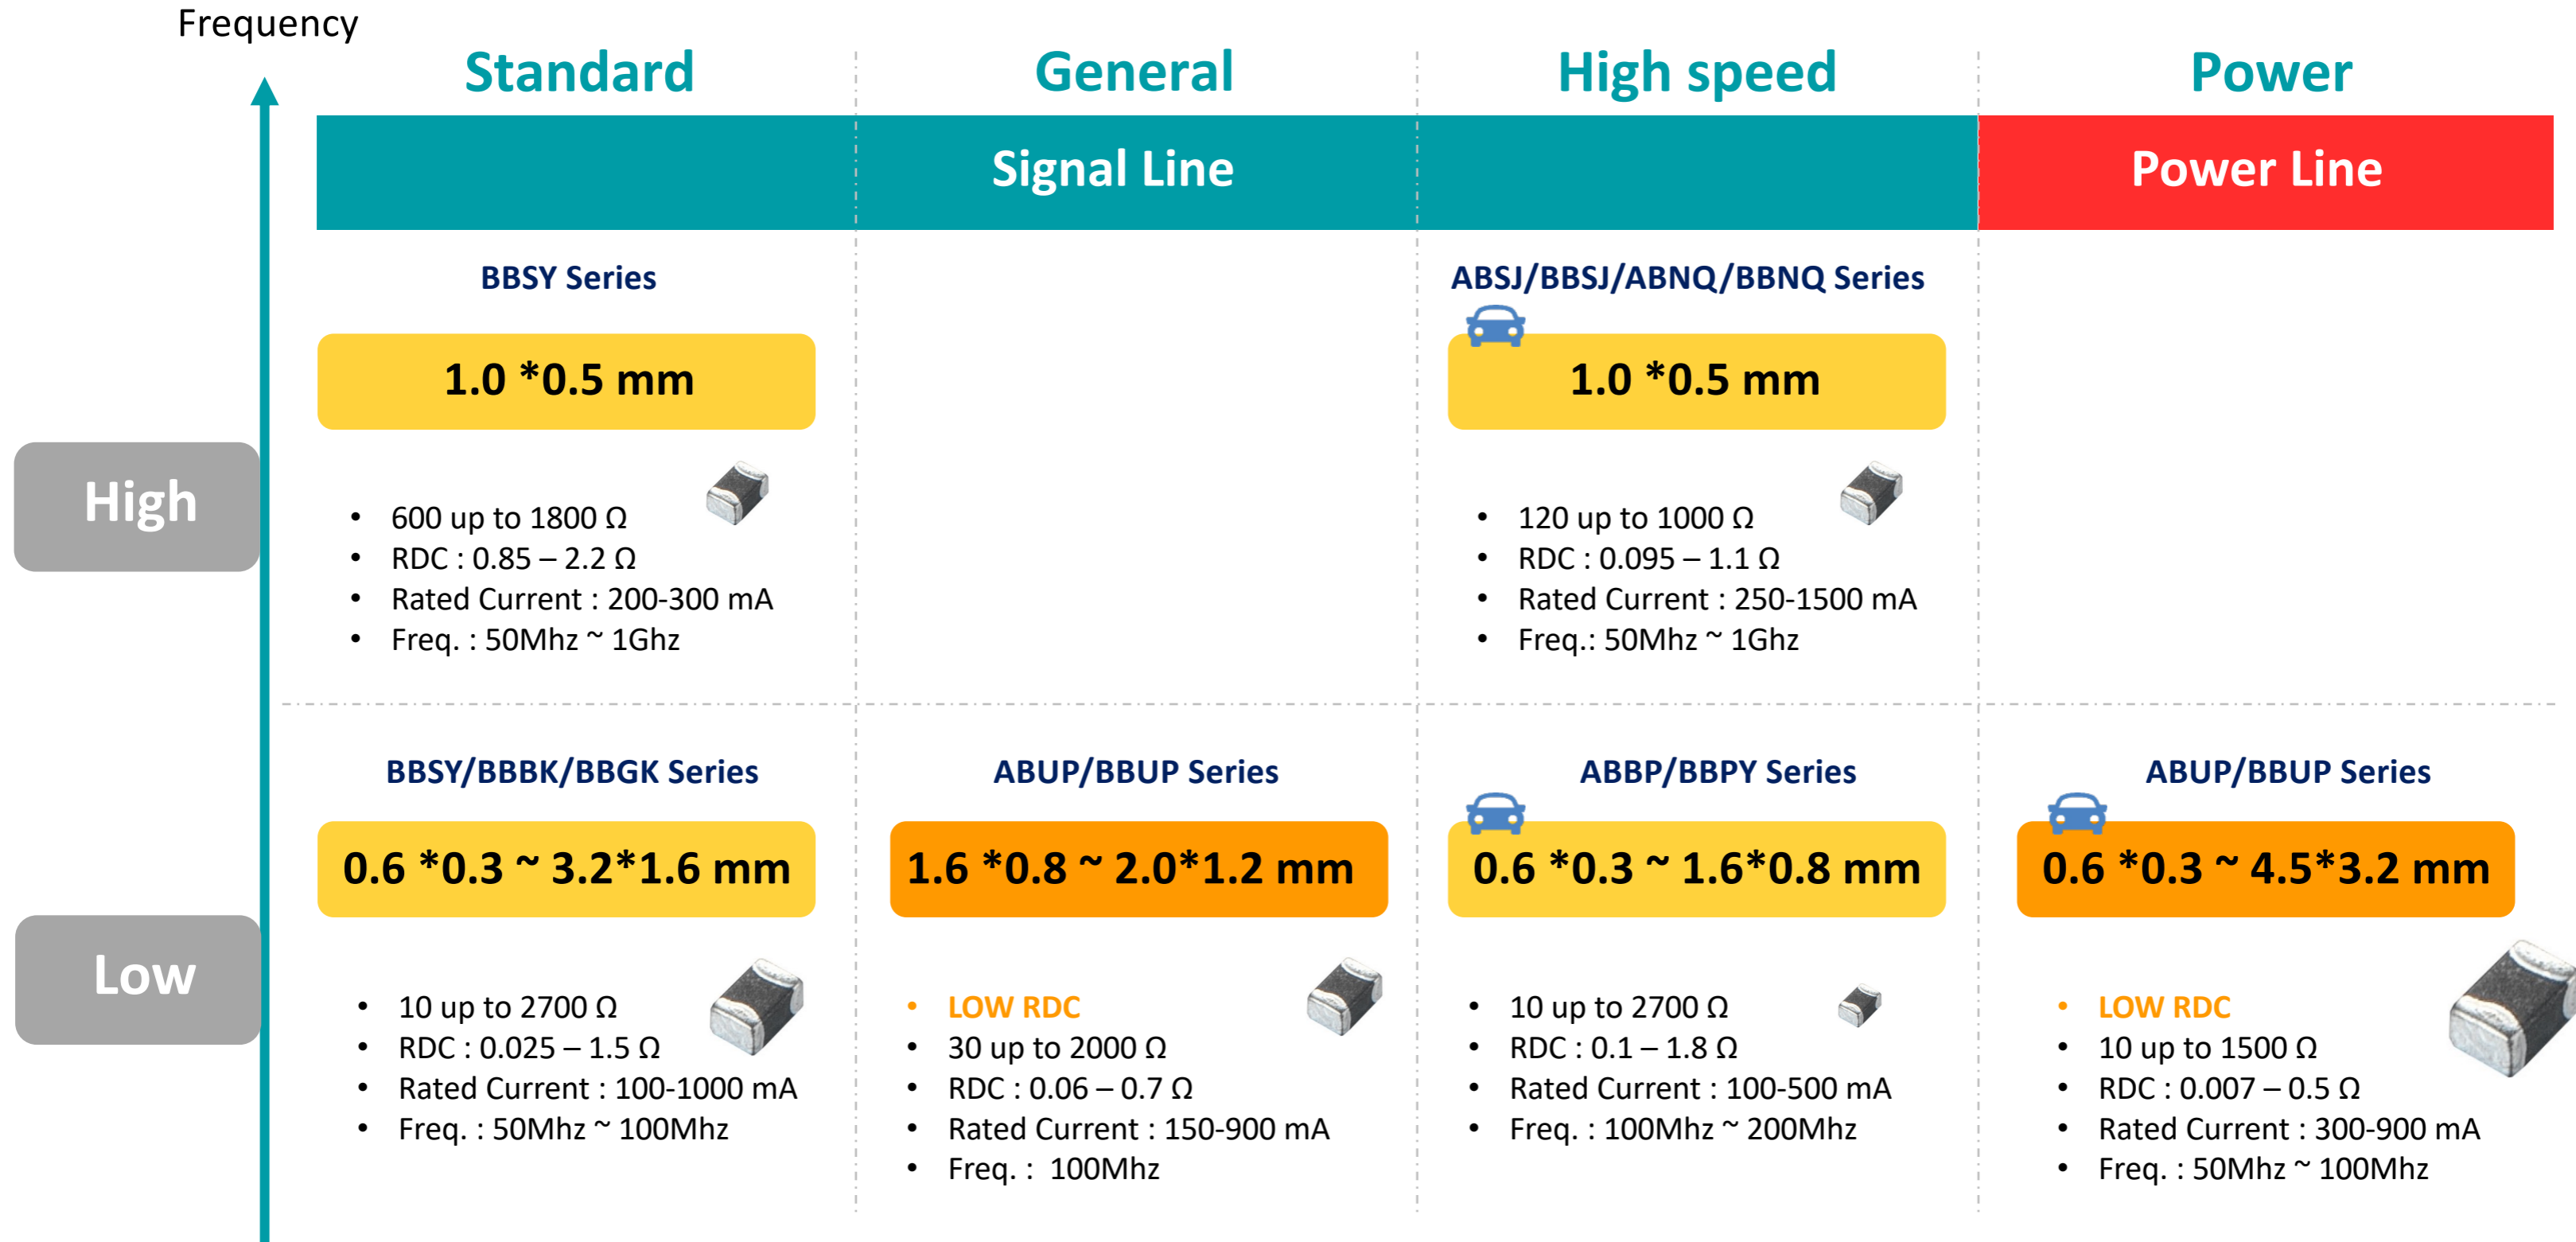 Frequency
Standard
General
High speed
Power
Signal Line
Power Line
High
BBSY Series
1.0 *0.5 mm
• 600 up to 1800 Ω
• RDC : 0.85 – 2.2 Ω
• Rated Current : 200-300 mA
• Freq. : 50Mhz ~ 1Ghz
ABSJ/BBSJ/ABNQ/BBNQ Series
1.0 *0.5 mm
• 120 up to 1000 Ω
• RDC : 0.095 – 1.1 Ω
• Rated Current : 250-1500 mA
• Freq.: 50Mhz ~ 1Ghz
Low
BBSY/BBBK/BBGK Series
0.6 *0.3 ~ 3.2*1.6 mm
• 10 up to 2700 Ω
• RDC : 0.025 – 1.5 Ω
• Rated Current : 100-1000 mA
• Freq. : 50Mhz ~ 100Mhz
ABUP/BBUP Series
1.6 *0.8 ~ 2.0*1.2 mm
• LOW RDC
• 30 up to 2000 Ω
• RDC : 0.06 – 0.7 Ω
• Rated Current : 150-900 mA
• Freq. :  100Mhz
ABBP/BBPY Series
0.6 *0.3 ~ 1.6*0.8 mm
• 10 up to 2700 Ω
• RDC : 0.1 – 1.8 Ω
• Rated Current : 100-500 mA
• Freq. : 100Mhz ~ 200Mhz
ABUP/BBUP Series
0.6 *0.3 ~ 4.5*3.2 mm
• LOW RDC
• 10 up to 1500 Ω
• RDC : 0.007 – 0.5 Ω
• Rated Current : 300-900 mA
• Freq. : 50Mhz ~ 100Mhz